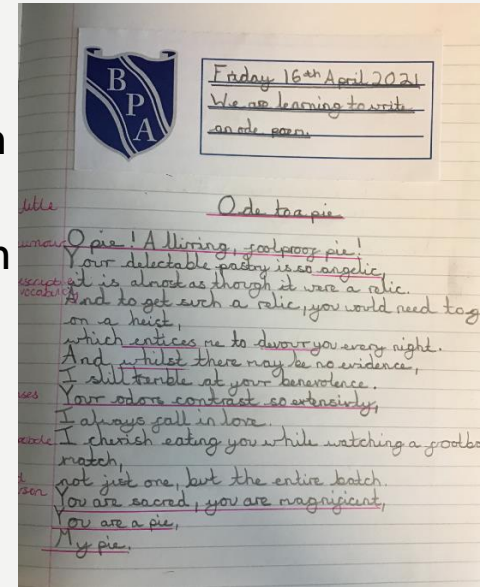 B
P
A
Friday 16th April 2021
We are learning to write
an ode poem
title
Ode to a pie
O pie! Alluring, foolproof pie!
Your delectable pastry is so angelic,
it is almost as though it were a relic.
And to get such a relic, you would need to g
on a heist,
which entices me to devour you every night.
And whilst there may be no evidence,
I still tremble at your benevolence.
Your odors contrast so extensivly,
I always fall in love.
I cherish eating you while watching a footba
match,
not just one, but the entire batch.
You are sacred, you are magnificent,
You are a pie,
My pie.